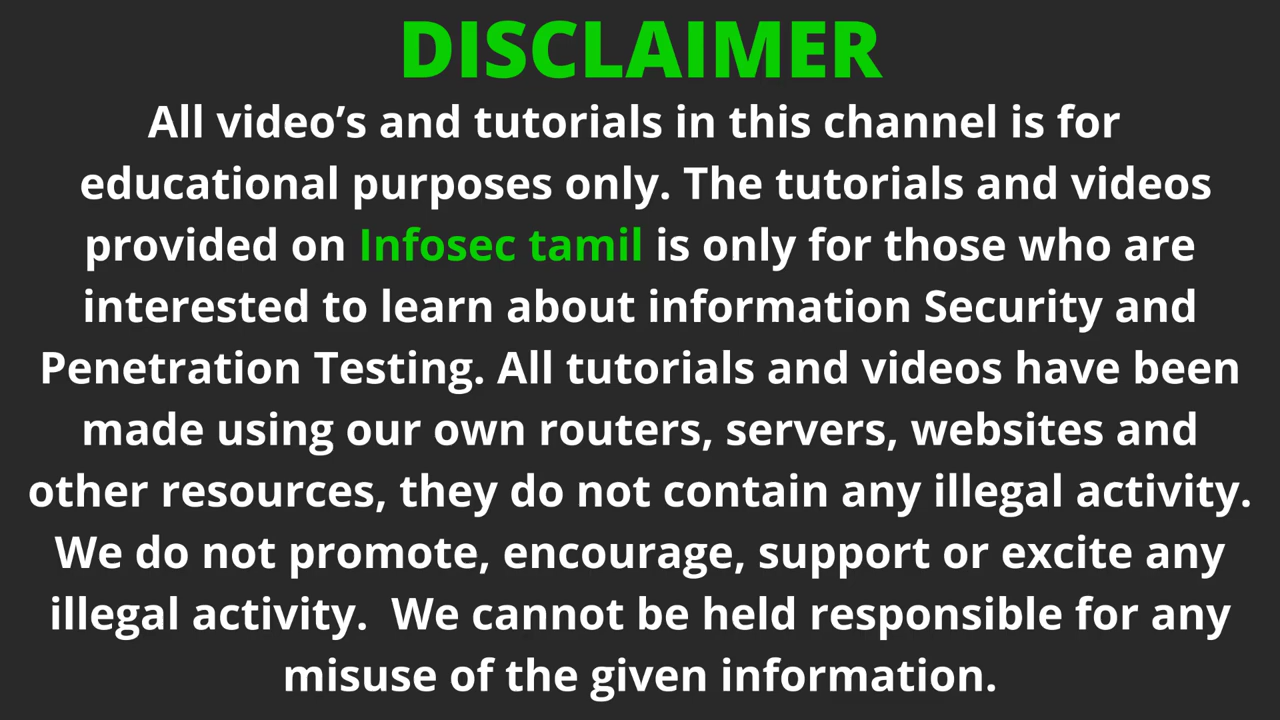 DISCLAIMER
All video’s and tutorials in this channel is for
educational purposes only. The tutorials and videos
provided on Infosec tamil is only for those who are
interested to learn about information Security and
Penetration Testing. All tutorials and videos have been
made using our own routers, servers, websites and
other resources, they do not contain any illegal activity.
We do not promote, encourage, support or excite any
illegal activity.  We cannot be held responsible for any
misuse of the given information.